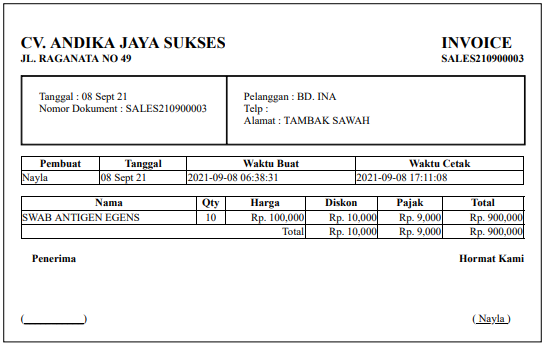 CV. ANDIKA JAYA SUKSES INVOICE
JL. RAGANATA NO 49 SALES210900003
Tanggal : 08 Sept 21
Nomor Dokument : SALES210900003
Pelanggan : BD. INA
Telp :
Alamat : TAMBAK SAWAH
Pembuat Tanggal Waktu Buat Waktu Cetak
Nayla 08 Sept 21 2021-09-08 06:38:31 2021-09-08 17:11:08
Nama Qty Harga Diskon Pajak Total
SWAB ANTIGEN EGENS 10 Rp. 100,000 Rp. 10,000 Rp. 9,000 Rp. 900,000
Total Rp. 10,000 Rp. 9,000 Rp. 900,000
Penerima Hormat Kami
(__________) ( Nayla )